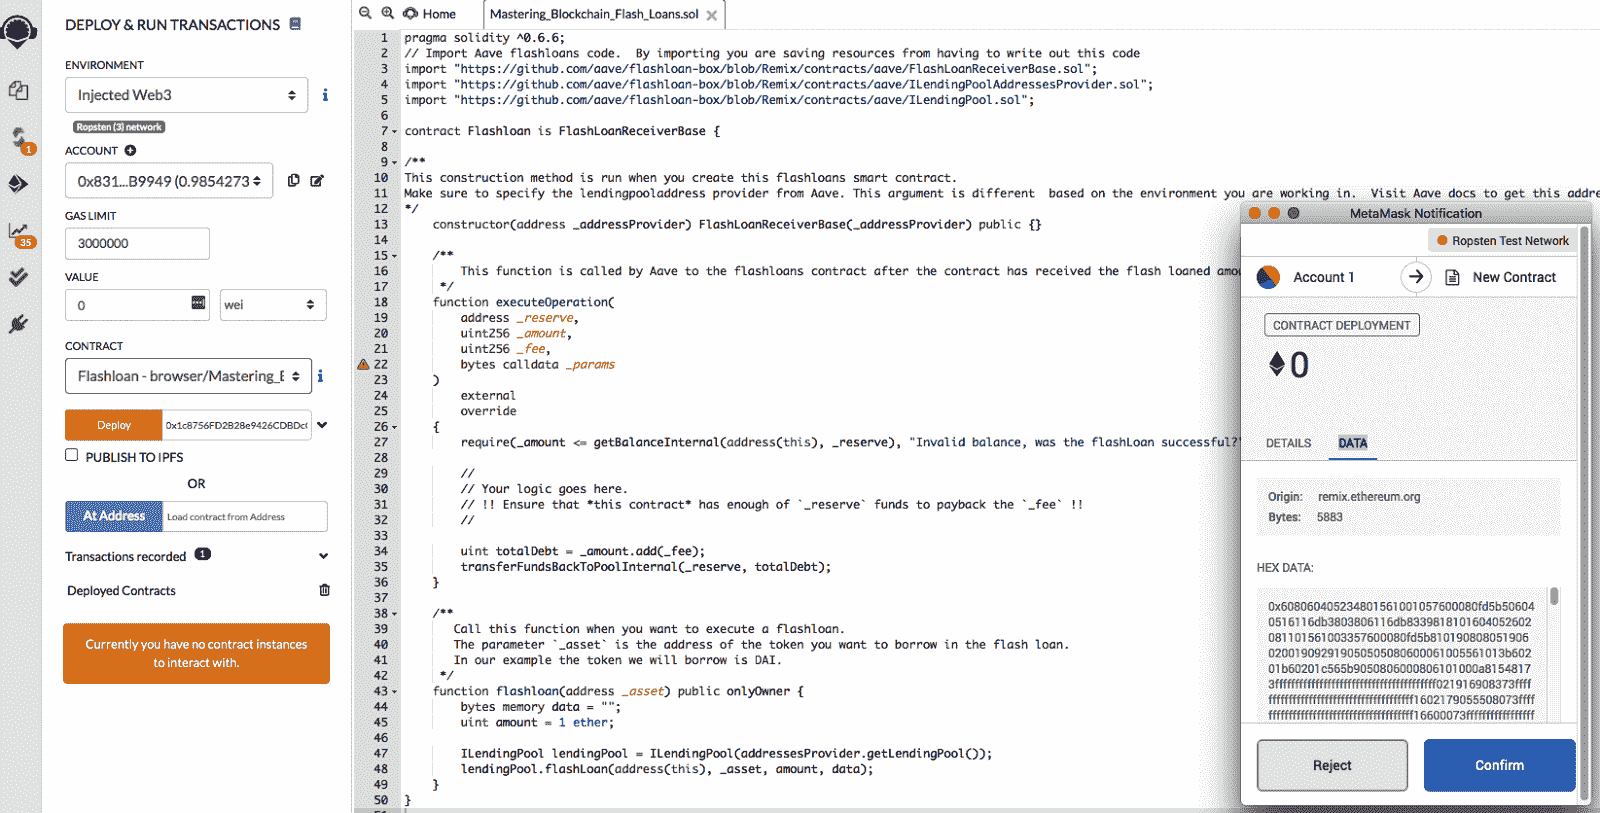 DEPLOY & RUN TRANSACTIONS
ENVIRONMENT
Injected Web3
Ropsten (3) network
ACCOUNT
0x831...B9949 (0.9854273
GAS LIMIT
3000000
VALUE
0
wei
CONTRACT
Flashloan - browser/Mastering_E
Deploy
0x1c8756FD2B28e9426CDBDc
PUBLISH TO IPFS
OR
At Address
Load contract from Address
Transactions recorded 1
Deployed Contracts
Currently you have no contract instances
to interact with.
1
35
Home
Mastering_Blockchain_Flash_Loans.sol
1 pragma solidity ^0.6.6;
2 // Import Aave flashloans code.  By importing you are saving resources from having to write out this code
3 import "https://github.com/aave/flashloan-box/blob/Remix/contracts/aave/FlashLoanReceiverBase.sol";
4 import "https://github.com/aave/flashloan-box/blob/Remix/contracts/aave/ILendingPoolAddressesProvider.sol";
5 import "https://github.com/aave/flashloan-box/blob/Remix/contracts/aave/ILendingPool.sol";
6
7 contract Flashloan is FlashLoanReceiverBase {
8
9 /**
10 This construction method is run when you create this flashloans smart contract.
11 Make sure to specify the lendingpooladdress provider from Aave. This argument is different  based on the environment you are working in.  Visit Aave docs to get this addre
12 */
13 constructor(address _addressProvider) FlashLoanReceiverBase(_addressProvider) public {}
14
15 /**
16 This function is called by Aave to the flashloans contract after the contract has received the flash loaned amou
17 */
18 function executeOperation(
19 address _reserve,
20 uint256 _amount,
21 uint256 _fee,
22 bytes calldata _params
23 )
24 external
25 override
26 {
27 require(_amount <= getBalanceInternal(address(this), _reserve), "Invalid balance, was the flashLoan successful?"
28
29 //
30 // Your logic goes here.
31 // !! Ensure that *this contract* has enough of `_reserve` funds to payback the `_fee` !!
32 //
33
34 uint totalDebt = _amount.add(_fee);
35 transferFundsBackToPoolInternal(_reserve, totalDebt);
36 }
37
38 /**
39 Call this function when you want to execute a flashloan.
40 The parameter `_asset` is the address of the token you want to borrow in the flash loan.
41 In our example the token we will borrow is DAI.
42 */
43 function flashloan(address _asset) public onlyOwner {
44 bytes memory data = "";
45 uint amount = 1 ether;
46
47 ILendingPool lendingPool = ILendingPool(addressesProvider.getLendingPool());
48 lendingPool.flashLoan(address(this), _asset, amount, data);
49 }
50 }
MetaMask Notification
Ropsten Test Network
Account 1
New Contract
CONTRACT DEPLOYMENT
0
DETAILS
DATA
Origin: remix.ethereum.org
Bytes: 5883
HEX DATA:
0x60806040523480156100105760008​0fd5b50604
Reject
Confirm